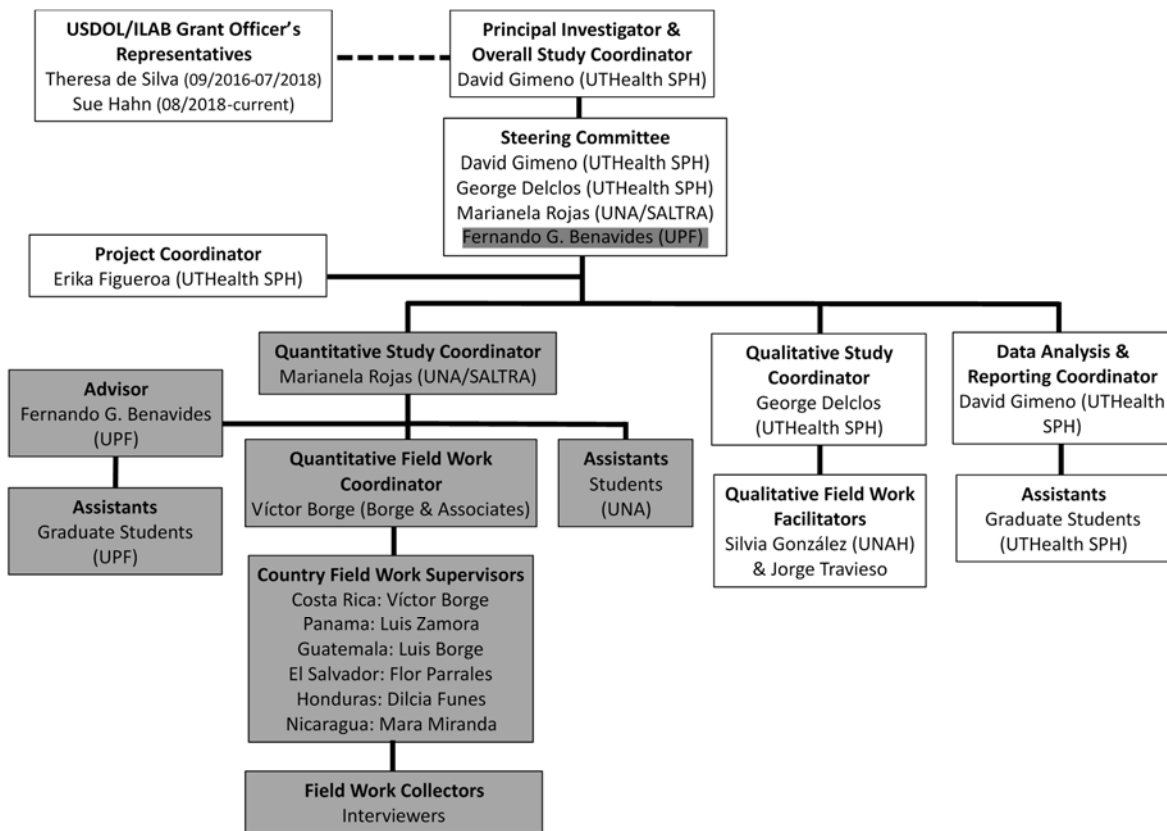 USDOL/ILAB Grant Officer’s
Representatives
Theresa de Silva (09/2016-07/2018)
Sue Hahn (08/2018-current)
Principal Investigator &
Overall Study Coordinator
David Gimeno (UTHealth SPH)
Steering Committee
David Gimeno (UTHealth SPH)
George Delclos (UTHealth SPH)
Marianela Rojas (UNA/SALTRA)
Fernando G. Benavides (UPF)
Project Coordinator
Erika Figueroa (UTHealth SPH)
Quantitative Study Coordinator
Marianela Rojas (UNA/SALTRA)
Qualitative Study
Coordinator
George Delclos
(UTHealth SPH)
Data Analysis &
Reporting Coordinator
David Gimeno (UTHealth
SPH)
Advisor
Fernando G. Benavides
(UPF)
Quantitative Field Work
Coordinator
Víctor Borge (Borge & Associates)
Assistants
Students
(UNA)
Assistants
Graduate Students
(UPF)
Qualitative Field Work
Facilitators
Silvia González (UNAH)
& Jorge Travieso
Assistants
Graduate Students
(UTHealth SPH)
Country Field Work Supervisors
Costa Rica: Víctor Borge
Panama: Luis Zamora
Guatemala: Luis Borge
El Salvador: Flor Parrales
Honduras: Dilcia Funes
Nicaragua: Mara Miranda
Field Work Collectors
Interviewers